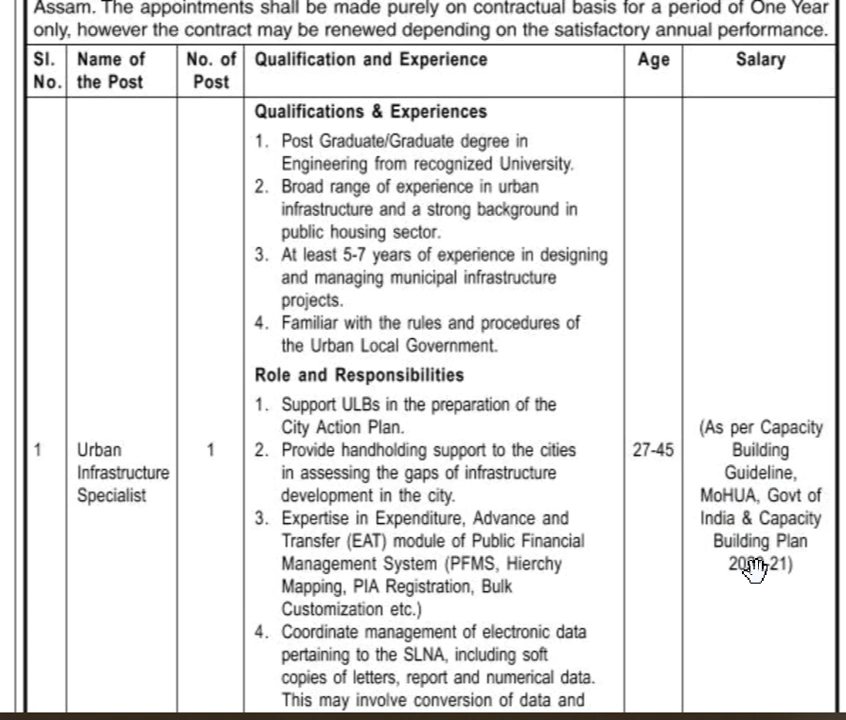 Assam. The appointments shall be made purely on contractual basis for a period of One Year
only, however the contract may be renewed depending on the satisfactory annual performance.
Sl. No.
Name of the Post
No. of Post
Qualification and Experience
Age
Salary
1
Urban
Infrastructure
Specialist
1
Qualifications & Experiences
1. Post Graduate/Graduate degree in
Engineering from recognized University.
2. Broad range of experience in urban
infrastructure and a strong background in
public housing sector.
3. At least 5-7 years of experience in designing
and managing municipal infrastructure
projects.
4. Familiar with the rules and procedures of
the Urban Local Government.
Role and Responsibilities
1. Support ULBs in the preparation of the
City Action Plan.
2. Provide handholding support to the cities
in assessing the gaps of infrastructure
development in the city.
3. Expertise in Expenditure, Advance and
Transfer (EAT) module of Public Financial
Management System (PFMS, Hierchy
Mapping, PIA Registration, Bulk
Customization etc.)
4. Coordinate management of electronic data
pertaining to the SLNA, including soft
copies of letters, report and numerical data.
This may involve conversion of data and
27-45
(As per Capacity
Building
Guideline,
MoHUA, Govt of
India & Capacity
Building Plan